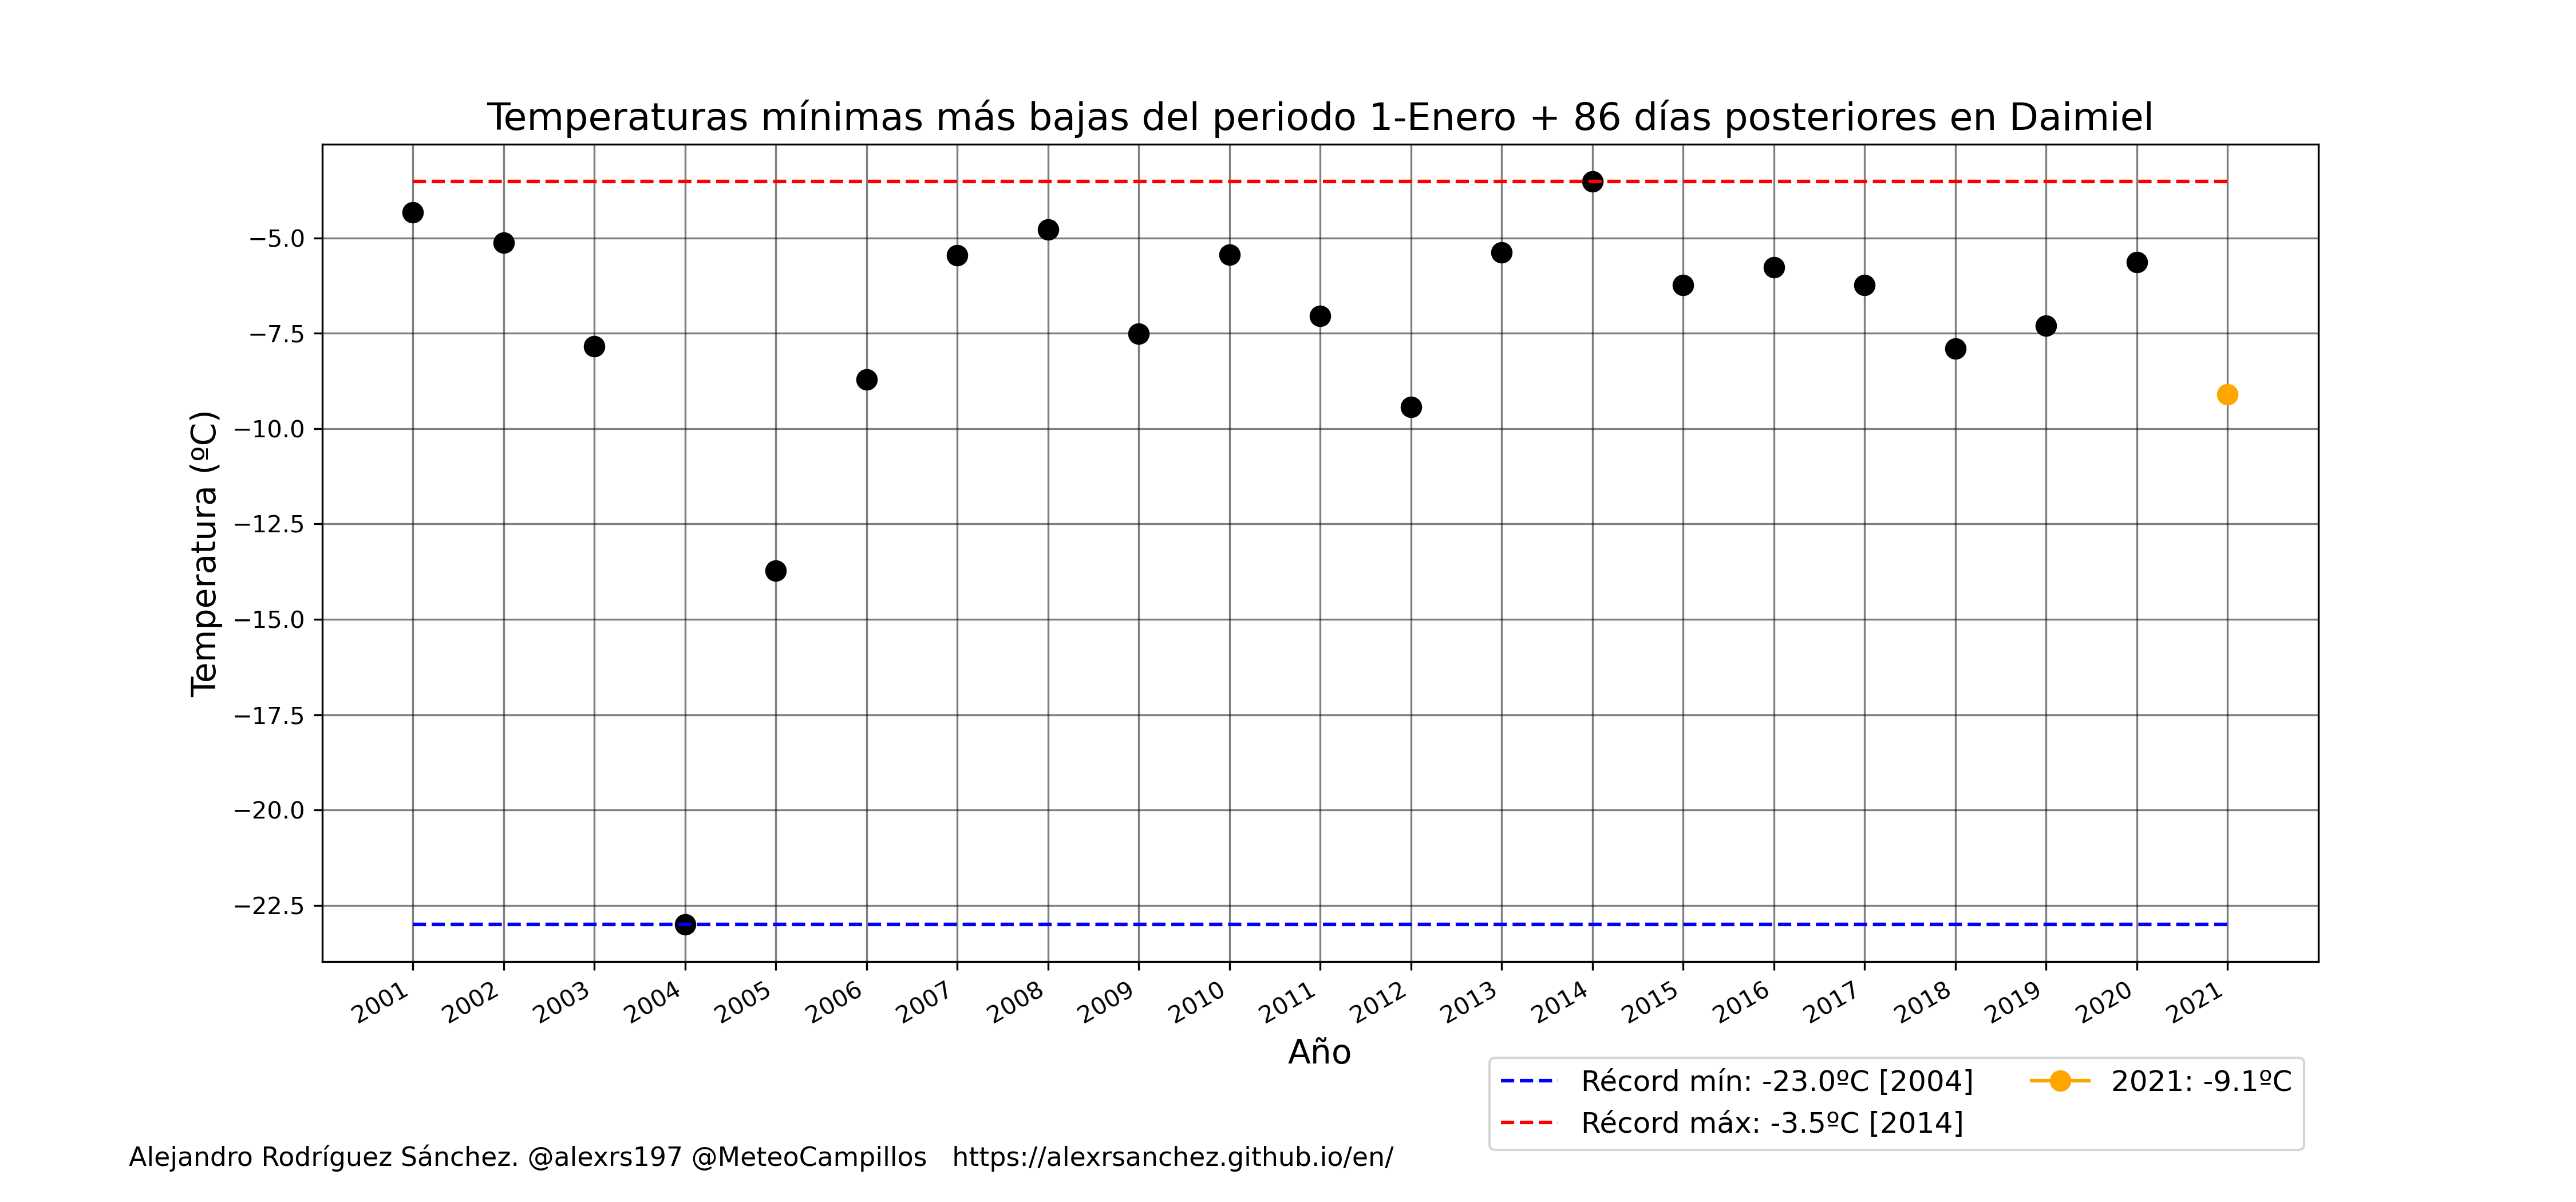 Temperaturas mínimas más bajas del periodo 1-Enero + 86 días posteriores en Daimiel
Temperatura (ºC)
−5.0
−7.5
−10.0
−12.5
−15.0
−17.5
−20.0
−22.5
2001 2002 2003 2004 2005 2006 2007 2008 2009 2010 2011 2012 2013 2014 2015 2016 2017 2018 2019 2020 2021
Año
Récord mín: -23.0ºC [2004]
Récord máx: -3.5ºC [2014]
2021: -9.1ºC
Alejandro Rodríguez Sánchez. @alexrs197 @MeteoCampillos https://alexrsanchez.github.io/en/